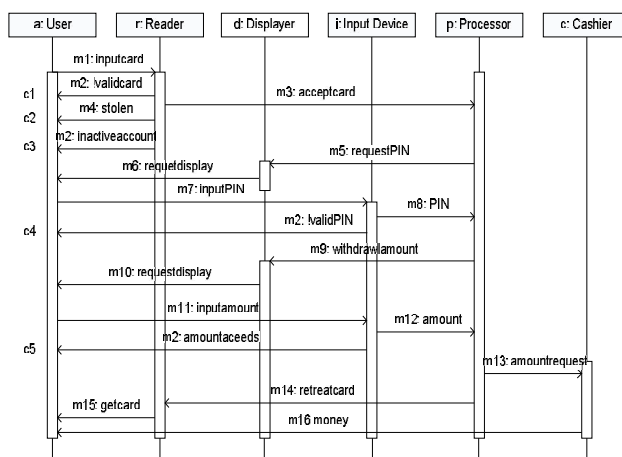 a: User r: Reader d: Displayer i: Input Device p: Processor c: Cashier
m1: inputcard
m2: !validcard
c1
m3: acceptcard
m4: stolen
c2
m2: inactiveaccount
c3
m5: requestPIN
m6: requetdisplay
m7: inputPIN
m8: PIN
m2: !validPIN
c4
m9: withdrawlamount
m10: requestdisplay
m11: inputamount
m12: amount
m2: amountaceeds
c5
m13: amountrequest
m14: retreatcard
m15: getcard
m16 money